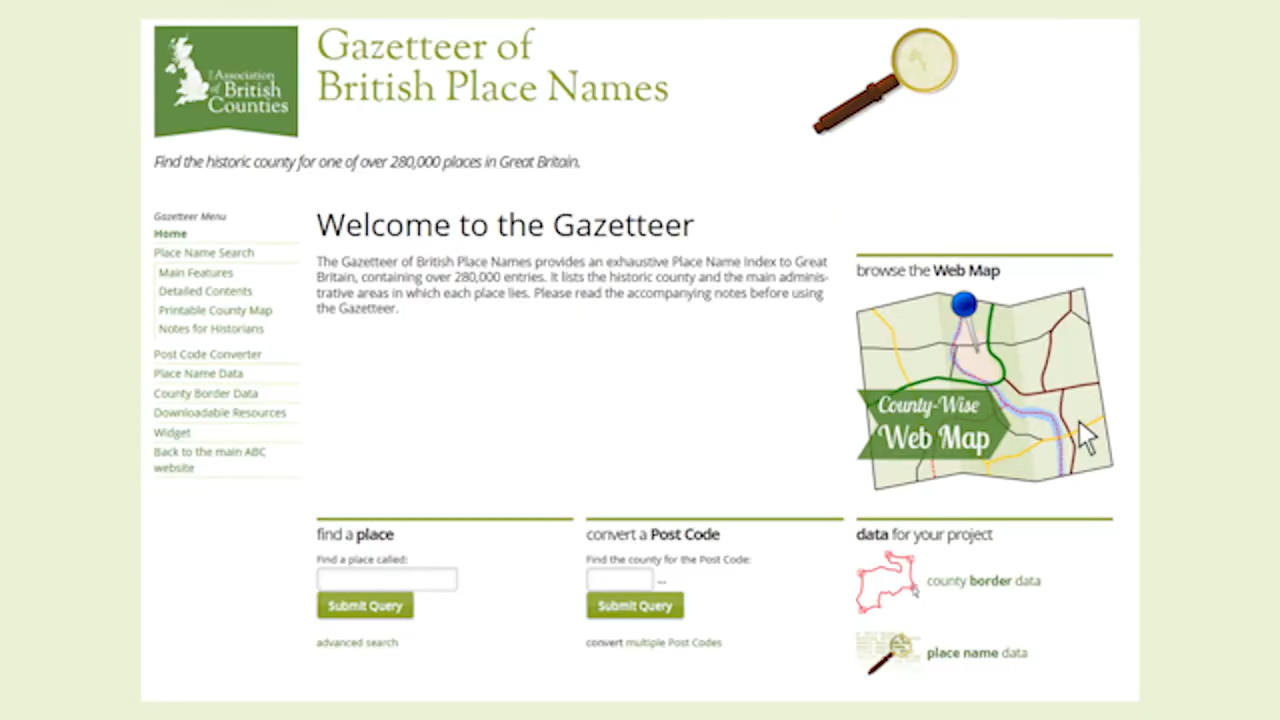 The Association
of British
Counties
Gazetteer of
British Place Names
Find the historic county for one of over 280,000 places in Great Britain.
Gazetteer Menu
Home
Place Name Search
Main Features
Detailed Contents
Printable County Map
Notes for Historians
Post Code Converter
Place Name Data
County Border Data
Downloadable Resources
Widget
Back to the main ABC
website
Welcome to the Gazetteer
The Gazetteer of British Place Names provides an exhaustive Place Name Index to Great
Britain, containing over 280,000 entries. It lists the historic county and the main adminis-
trative areas in which each place lies. Please read the accompanying notes before using
the Gazetteer.
browse the Web Map
County-Wise
Web Map
find a place
Find a place called:
Submit Query
advanced search
convert a Post Code
Find the county for the Post Code:
...
Submit Query
convert multiple Post Codes
data for your project
county border data
place name data